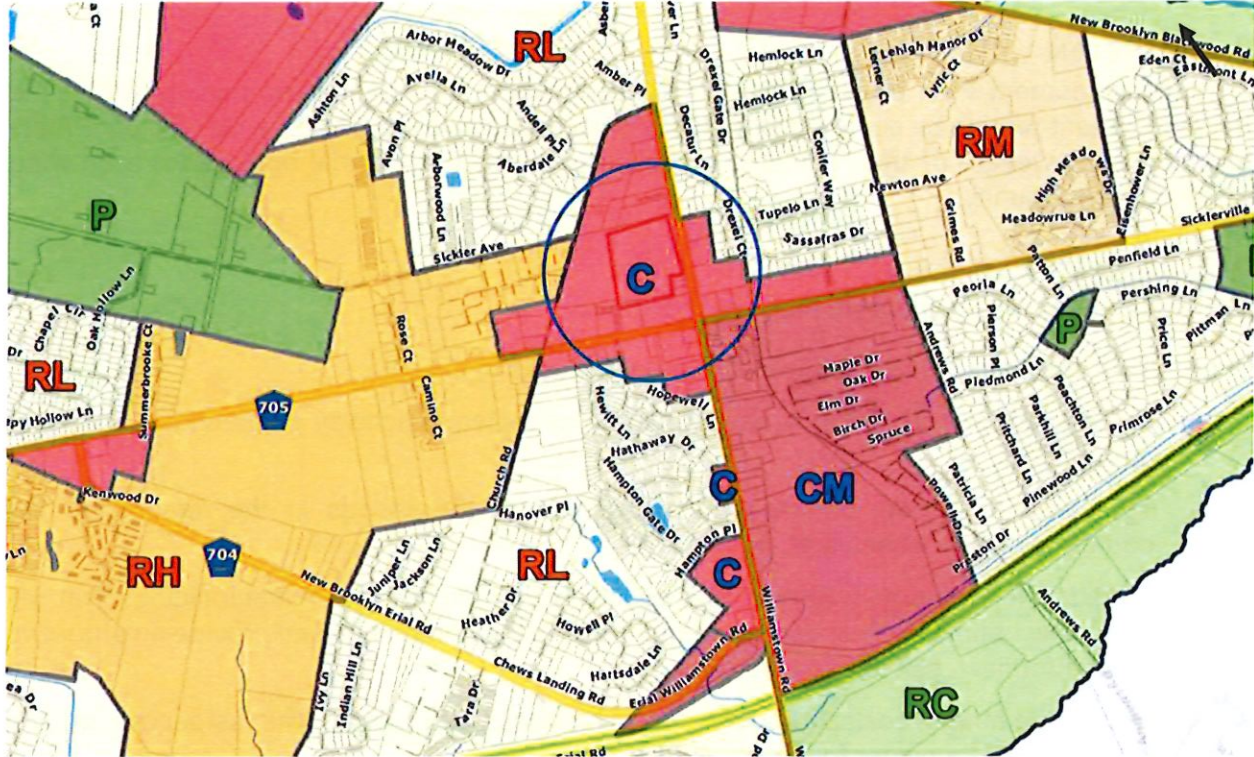 RL
Arbor Meadow Dr
Avella Ln
Ashton Ln
Avon Pl
Andell Pl
Amber Pl
Aberdale Ln
Arborwood Ln
Sickler Ave
Decatur Ln
Drexel Gate Dr
Drexel Ct
Hemlock Ln
Hemlock Ln
Conifer Way
Tupelo Ln
Sassafras Dr
Lerner Ct
Lehigh Manor Dr
Lyric Ct
New Brooklyn Blackwood Rd
Eden Ct
Eastmont Ln
RM
Newton Ave
Grimes Rd
High Meadows Dr
Meadowrue Ln
Eisenhower Ln
Sicklerville
P
C
Chapel Cir
Oak Hollow Ln
Dr
RL
Summerbrooke Ct
705
Rose Ct
Camino Ct
Church Rd
Hopewell Ln
Hewitt Ln
Hathaway Dr
Hampton Gate Dr
Hampton Pl
Maple Dr
Oak Dr
Elm Dr
Birch Dr
Spruce
Andrews Rd
Peoria Ln
Pierson Pl
Patton Ln
Penfield Ln
Pershing Ln
Price Ln
Pittman Ln
P
Piedmond Ln
Peachton Ln
Parkhill Ln
Pritchard Ln
Primrose Ln
Pinewood Ln
Patricia Ln
Powell Dr
Preston Dr
C
CM
C
Kenwood Dr
RH
704
New Brooklyn Erial Rd
Juniper Ln
Jackson Ln
Hanover Pl
RL
Heather Dr
Howell Pl
Hartsdale Ln
Chews Landing Rd
Erial Williamstown Rd
Williamstown Rd
Ivy Ln
Indian Hill Ln
Tara Dr
Erial Rd
Andrews Rd
RC